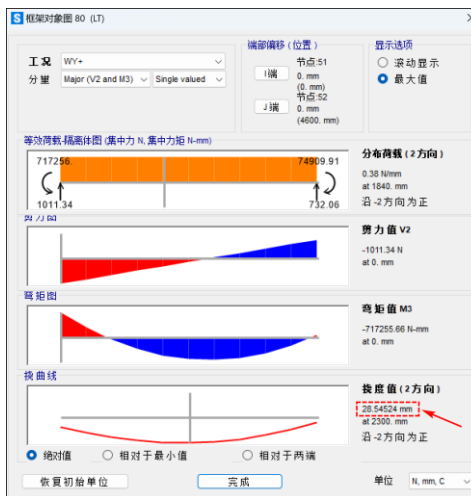 框架对象图 80 (LT)
工况 WY+
分量 Major (V2 and M3) Single valued
端部偏移(位置)
I端 节点:51
0. mm
(0. mm)
J端 节点:52
0. mm
(4600. mm)
显示选项
滚动显示
最大值
等效荷载-隔离体图 (集中力 N,集中力矩 N-mm)
717256. 74909.91
1011.34 732.06
分布荷载(2方向)
0.38 N/mm
at 1840. mm
沿-2方向为正
剪力图
剪力值 V2
-1011.34 N
at 0. mm
弯矩图
弯矩值 M3
-717255.66 N-mm
at 0. mm
挠曲线
挠度值(2方向)
28.54524 mm
at 2300. mm
沿-2方向为正
绝对值 相对于最小值 相对于两端
恢复初始单位 完成 单位 N, mm, C